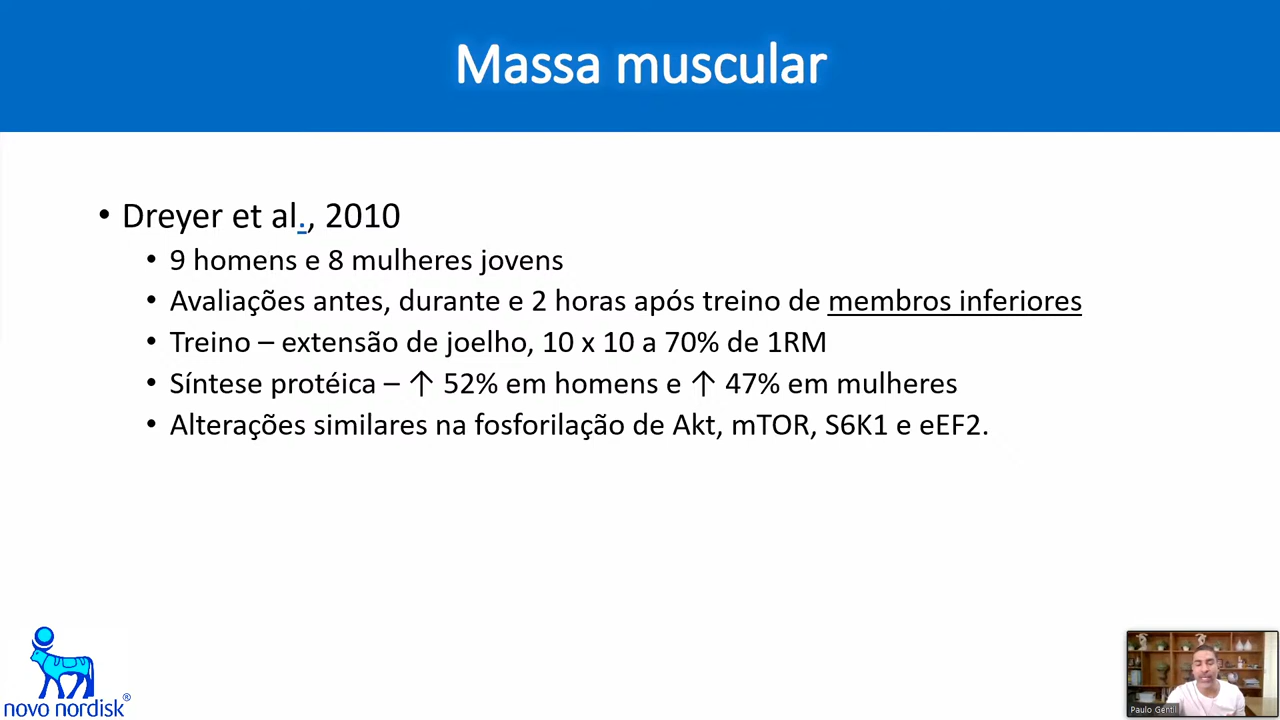 Massa muscular
• Dreyer et al., 2010
• 9 homens e 8 mulheres jovens
• Avaliações antes, durante e 2 horas após treino de membros inferiores
• Treino – extensão de joelho, 10 x 10 a 70% de 1RM
• Síntese protéica – ↑ 52% em homens e ↑ 47% em mulheres
• Alterações similares na fosforilação de Akt, mTOR, S6K1 e eEF2.
novo nordisk®
Paulo Gentil